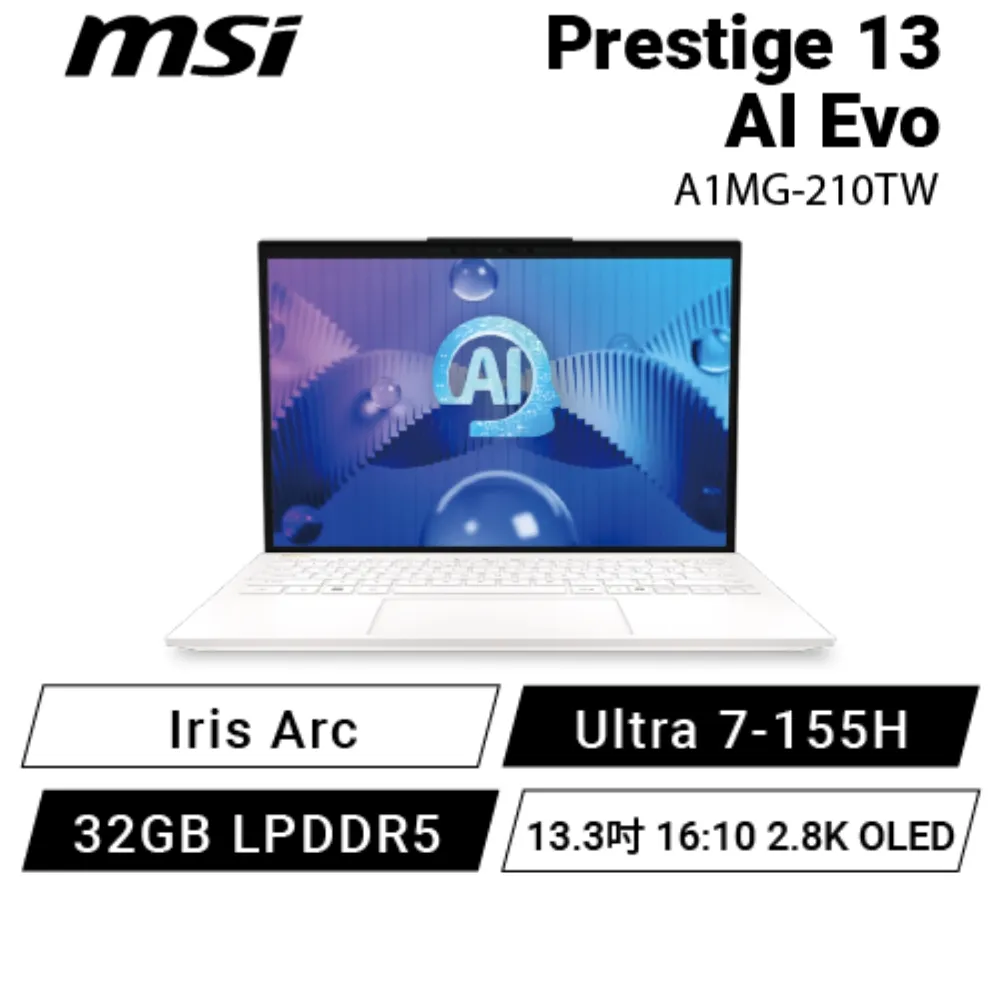 msi
Prestige 13
AI Evo
A1MG-210TW
AI
Iris Arc
Ultra 7-155H
32GB LPDDR5
13.3吋 16:10 2.8K OLED